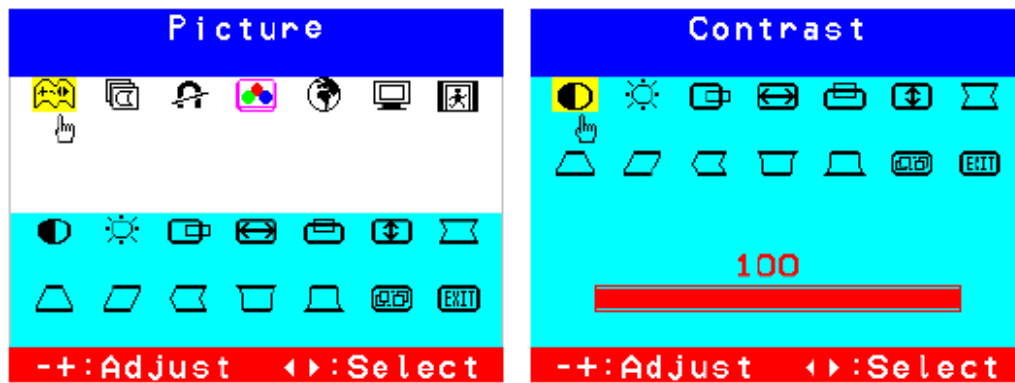 Picture
EXIT
-+:Adjust ◂▸:Select
Contrast
EXIT
100
-+:Adjust ◂▸:Select